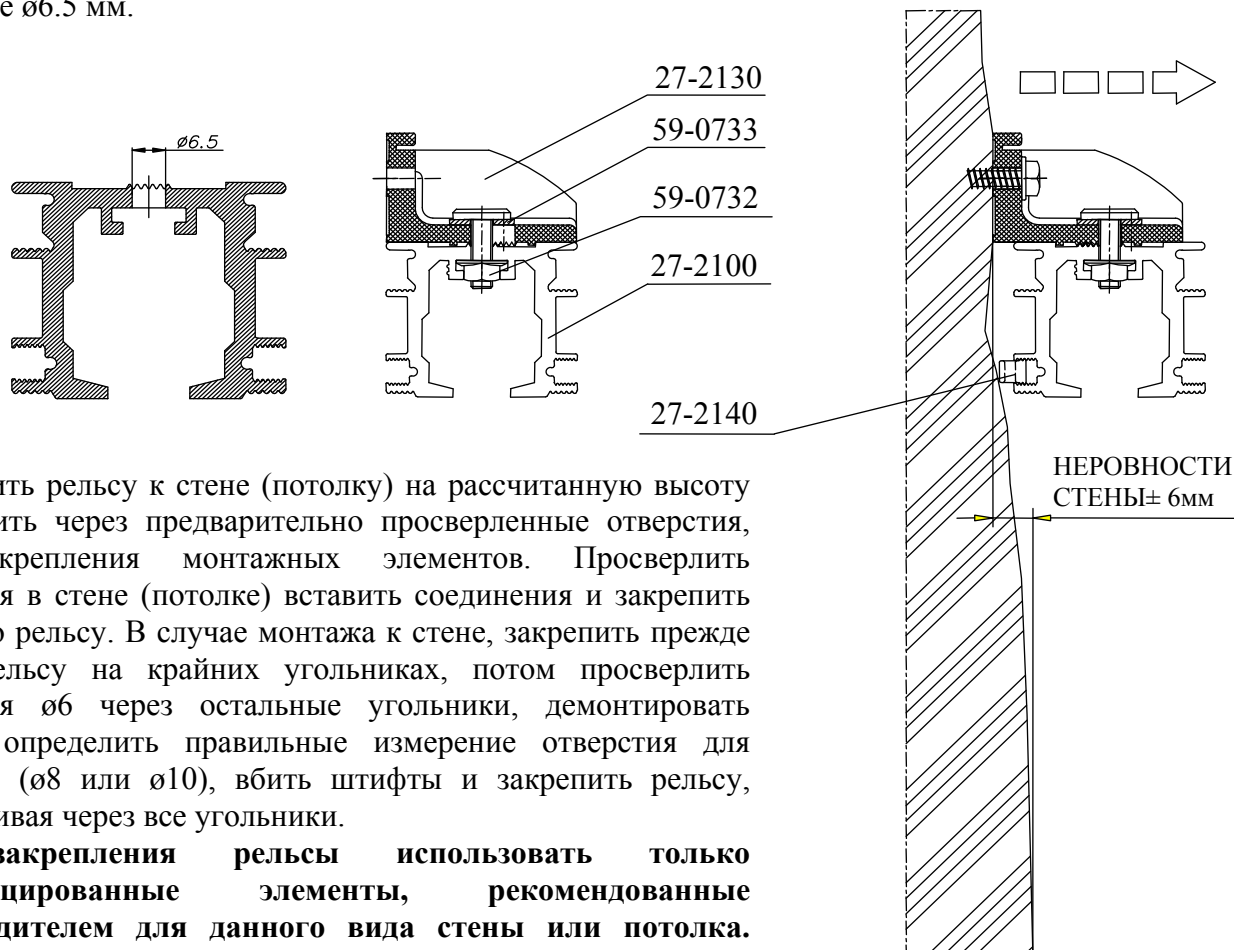 е ø6.5 мм.
ø6.5
27-2130
59-0733
59-0732
27-2100
27-2140
НЕРОВНОСТИ
СТЕНЫ± 6мм
ить рельсу к стене (потолку) на рассчитанную высоту
ить через предварительно просверленные отверстия,
крепления монтажных элементов. Просверлить
я в стене (потолке) вставить соединения и закрепить
о рельсу. В случае монтажа к стене, закрепить прежде
ельсу на крайних угольниках, потом просверлить
я ø6 через остальные угольники, демонтировать
определить правильные измерение отверстия для
(ø8 или ø10), вбить штифты и закрепить рельсу,
ивая через все угольники.
закрепления рельсы использовать только
цированные элементы, рекомендованные
дителем для данного вида стены или потолка.